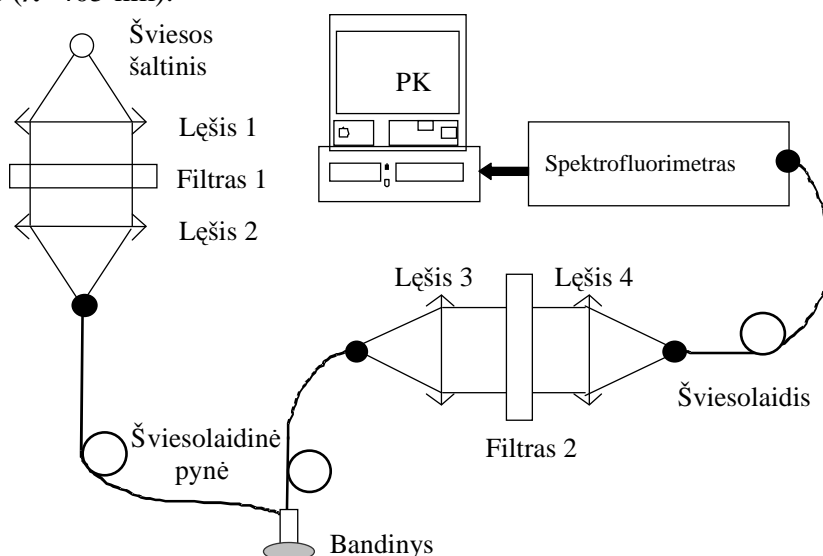 Šviesos
šaltinis
PK
Lęšis 1
Spektrofluorimetras
Filtras 1
Lęšis 2
Lęšis 3
Lęšis 4
Šviesolaidis
Šviesolaidinė
pynė
Filtras 2
Bandinys